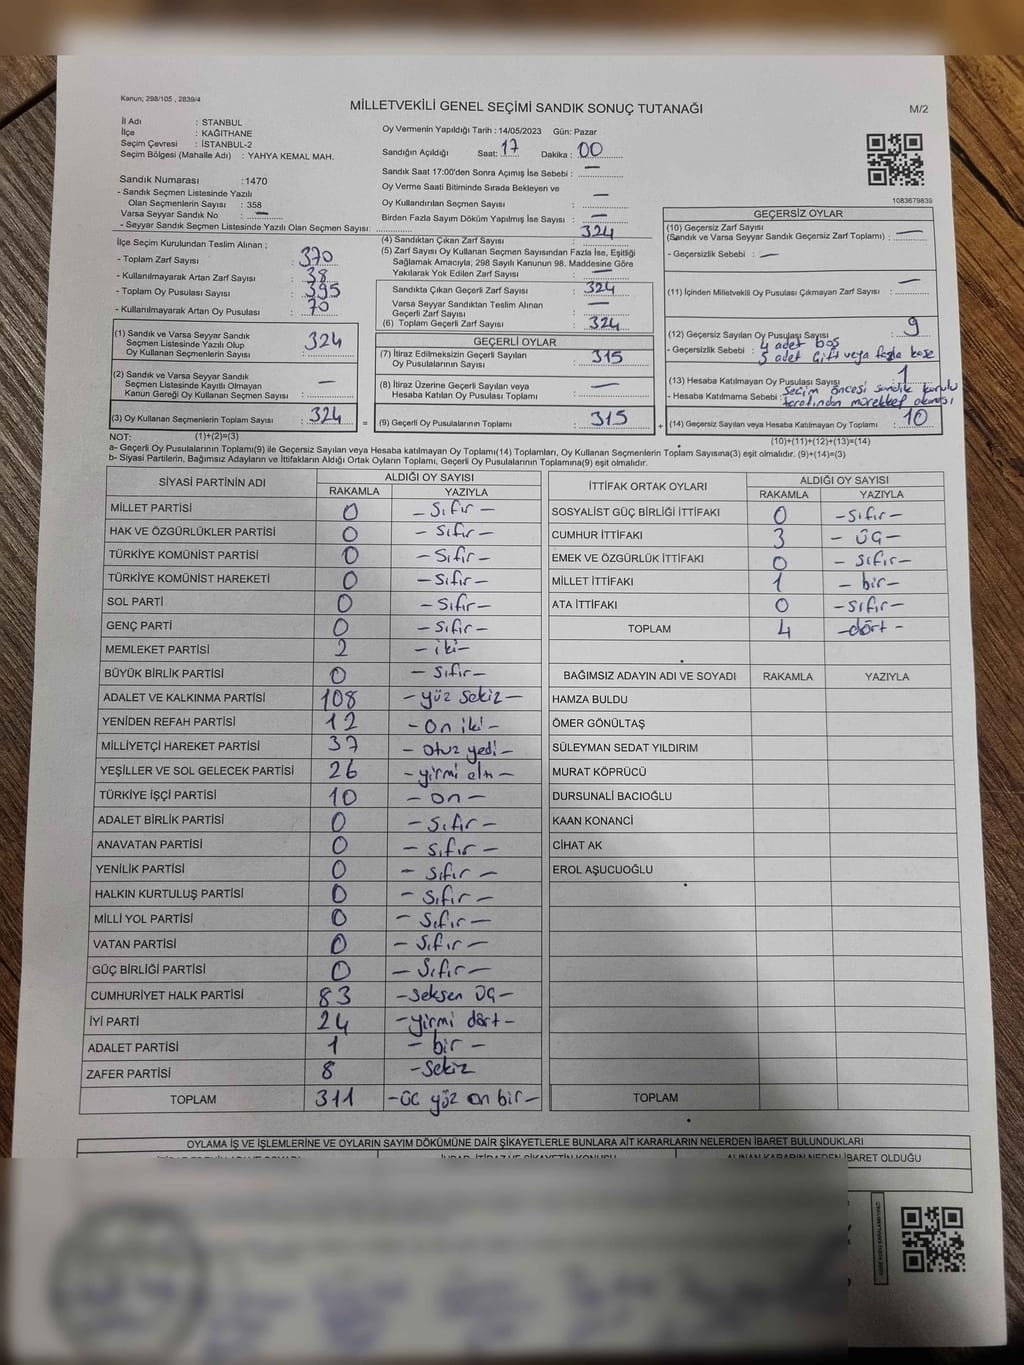 Kanun; 298/105 , 2839/4
MİLLETVEKİLİ GENEL SEÇİMİ SANDIK SONUÇ TUTANAĞI
M/2
İl Adı : STANBUL
İlçe : KAĞITHANE
Seçim Çevresi : İSTANBUL-2
Seçim Bölgesi (Mahalle Adı) : YAHYA KEMAL MAH.
Oy Vermenin Yapıldığı Tarih : 14/05/2023 Gün: Pazar
Sandığın Açıldığı Saat: 17 Dakika : 00
Sandık Saat 17:00'den Sonra Açımış İse Sebebi : —
Oy Verme Saati Bitiminde Sırada Bekleyen ve
Oy Kullandırılan Seçmen Sayısı : —
Birden Fazla Sayım Döküm Yapılmış İse Sayısı : —
Sandık Numarası :1470
- Sandık Seçmen Listesinde Yazılı
Olan Seçmenlerin Sayısı : 358
Varsa Seyyar Sandık No : —
- Seyyar Sandık Seçmen Listesinde Yazılı Olan Seçmen Sayısı:
1083679839
İlçe Seçim Kurulundan Teslim Alınan ;
- Toplam Zarf Sayısı : 370
- Kullanılmayarak Artan Zarf Sayısı : 38
- Toplam Oy Pusulası Sayısı : 395
- Kullanılmayarak Artan Oy Pusulası : 70
(4) Sandıktan Çıkan Zarf Sayısı : 324
(5) Zarf Sayısı Oy Kullanan Seçmen Sayısından Fazla İse, Eşitliği
Sağlamak Amacıyla; 298 Sayılı Kanunun 98. Maddesine Göre
Yakılarak Yok Edilen Zarf Sayısı : —
Sandıkta Çıkan Geçerli Zarf Sayısı : 324
Varsa Seyyar Sandıktan Teslim Alınan
Geçerli Zarf Sayısı : —
(6) Toplam Geçerli Zarf Sayısı : 324
GEÇERSİZ OYLAR
(10) Geçersiz Zarf Sayısı
(Sandık ve Varsa Seyyar Sandık Geçersiz Zarf Toplamı) : —
- Geçersizlik Sebebi : —
(11) İçinden Milletvekili Oy Pusulası Çıkmayan Zarf Sayısı : —
(12) Geçersiz Sayılan Oy Pusulası Sayısı : 9
- Geçersizlik Sebebi : 4 adet boş
5 adet çift veya fazla kaşe
(13) Hesaba Katılmayan Oy Pusulası Sayısı : 1
- Hesaba Katılmama Sebebi : seçim öncesi sandık kurulu
tarafından mürekkep
(14) Geçersiz Sayılan veya Hesaba Katılmayan Oy Toplamı : 10
(10)+(11)+(12)+(13)=(14)
(1) Sandık ve Varsa Seyyar Sandık
Seçmen Listesinde Yazılı Olup
Oy Kullanan Seçmenlerin Sayısı : 324
(2) Sandık ve Varsa Seyyar Sandık
Seçmen Listesinde Kayıtlı Olmayan
Kanun Gereği Oy Kullanan Seçmen Sayısı : —
(3) Oy Kullanan Seçmenlerin Toplam Sayısı : 324
(1)+(2)=(3)
GEÇERLİ OYLAR
(7) İtiraz Edilmeksizin Geçerli Sayılan
Oy Pusulalarının Toplamı : 315
(8) İtiraz Üzerine Geçerli Sayılan veya
Hesaba Katılan Oy Pusulası Toplamı : —
= (9) Geçerli Oy Pusulalarının Toplamı : 315 +
NOT:
a- Geçerli Oy Pusulalarının Toplamı(9) ile Geçersiz Sayılan veya Hesaba Katılmayan Oy Toplamı(14) Toplamları, Oy Kullanan Seçmenlerin Toplam Sayısına(3) eşit olmalıdır. (9)+(14)=(3)
b- Siyasi Partilerin, Bağımsız Adayların ve İttifakların Aldığı Ortak Oyların Toplamı, Geçerli Oy Pusulalarının Toplamına(9) eşit olmalıdır.
SİYASİ PARTİNİN ADI ALDIĞI OY SAYISI
RAKAMLA YAZIYLA
MİLLET PARTİSİ 0 – Sıfır –
HAK VE ÖZGÜRLÜKLER PARTİSİ 0 – Sıfır –
TÜRKİYE KOMÜNİST PARTİSİ 0 – Sıfır –
TÜRKİYE KOMÜNİST HAREKETİ 0 – Sıfır –
SOL PARTİ 0 – Sıfır –
GENÇ PARTİ 0 – Sıfır –
MEMLEKET PARTİSİ 2 – iki –
BÜYÜK BİRLİK PARTİSİ 0 – Sıfır –
ADALET VE KALKINMA PARTİSİ 108 – yüz sekiz –
YENİDEN REFAH PARTİSİ 12 – On iki –
MİLLİYETÇİ HAREKET PARTİSİ 37 – Otuz yedi –
YEŞİLLER VE SOL GELECEK PARTİSİ 26 – yirmi altı –
TÜRKİYE İŞÇİ PARTİSİ 10 – on –
ADALET BİRLİK PARTİSİ 0 – Sıfır –
ANAVATAN PARTİSİ 0 – Sıfır –
YENİLİK PARTİSİ 0 – Sıfır –
HALKIN KURTULUŞ PARTİSİ 0 – Sıfır –
MİLLİ YOL PARTİSİ 0 – Sıfır –
VATAN PARTİSİ 0 – Sıfır –
GÜÇ BİRLİĞİ PARTİSİ 0 – Sıfır –
CUMHURİYET HALK PARTİSİ 83 – Seksen üç –
İYİ PARTİ 24 – yirmi dört –
ADALET PARTİSİ 1 – bir –
ZAFER PARTİSİ 8 – Sekiz
TOPLAM 311 – üç yüz on bir –
İTTİFAK ORTAK OYLARI ALDIĞI OY SAYISI
RAKAMLA YAZIYLA
SOSYALİST GÜÇ BİRLİĞİ İTTİFAKI 0 – Sıfır –
CUMHUR İTTİFAKI 3 – üç –
EMEK VE ÖZGÜRLÜK İTTİFAKI 0 – Sıfır –
MİLLET İTTİFAKI 1 – bir –
ATA İTTİFAKI 0 – Sıfır –
TOPLAM 4 – dört –
BAĞIMSIZ ADAYIN ADI VE SOYADI RAKAMLA YAZIYLA
HAMZA BULDU
ÖMER GÖNÜLTAŞ
SÜLEYMAN SEDAT YILDIRIM
MURAT KÖPRÜCÜ
DURSUNALİ BACIOĞLU
KAAN KONANCİ
CİHAT AK
EROL AŞUCUOĞLU
TOPLAM
OYLAMA İŞ VE İŞLEMLERİNE VE OYLARIN SAYIM DÖKÜMÜNE DAİR ŞİKAYETLERLE BUNLARA AİT KARARLARIN NELERDEN İBARET BULUNDUKLARI
ALINAN KARARIN NEDEN İBARET OLDUĞU